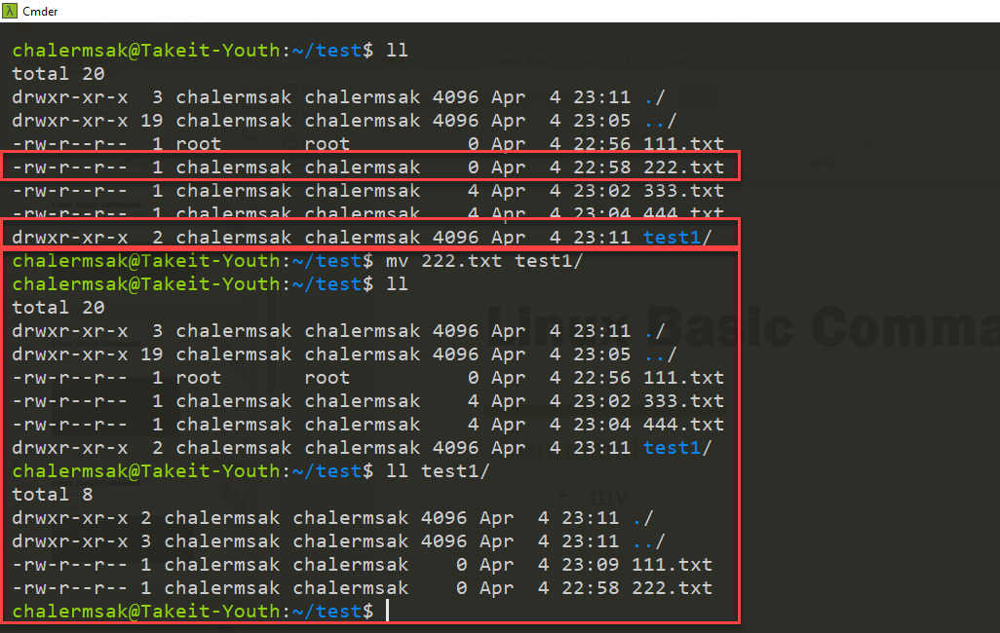 λ Cmder
chalermsak@Takeit-Youth:~/test$ ll
total 20
drwxr-xr-x  3 chalermsak chalermsak 4096 Apr  4 23:11 ./
drwxr-xr-x 19 chalermsak chalermsak 4096 Apr  4 23:05 ../
-rw-r--r--  1 root       root          0 Apr  4 22:56 111.txt
-rw-r--r--  1 chalermsak chalermsak    0 Apr  4 22:58 222.txt
-rw-r--r--  1 chalermsak chalermsak    4 Apr  4 23:02 333.txt
-rw-r--r--  1 chalermsak chalermsak    4 Apr  4 23:04 444.txt
drwxr-xr-x  2 chalermsak chalermsak 4096 Apr  4 23:11 test1/
chalermsak@Takeit-Youth:~/test$ mv 222.txt test1/
chalermsak@Takeit-Youth:~/test$ ll
total 20
drwxr-xr-x  3 chalermsak chalermsak 4096 Apr  4 23:11 ./
drwxr-xr-x 19 chalermsak chalermsak 4096 Apr  4 23:05 ../
-rw-r--r--  1 root       root          0 Apr  4 22:56 111.txt
-rw-r--r--  1 chalermsak chalermsak    4 Apr  4 23:02 333.txt
-rw-r--r--  1 chalermsak chalermsak    4 Apr  4 23:04 444.txt
drwxr-xr-x  2 chalermsak chalermsak 4096 Apr  4 23:11 test1/
chalermsak@Takeit-Youth:~/test$ ll test1/
total 8
drwxr-xr-x 2 chalermsak chalermsak 4096 Apr  4 23:11 ./
drwxr-xr-x 3 chalermsak chalermsak 4096 Apr  4 23:11 ../
-rw-r--r-- 1 chalermsak chalermsak    0 Apr  4 23:09 111.txt
-rw-r--r-- 1 chalermsak chalermsak    0 Apr  4 22:58 222.txt
chalermsak@Takeit-Youth:~/test$
Linux Basic Comma
- mv